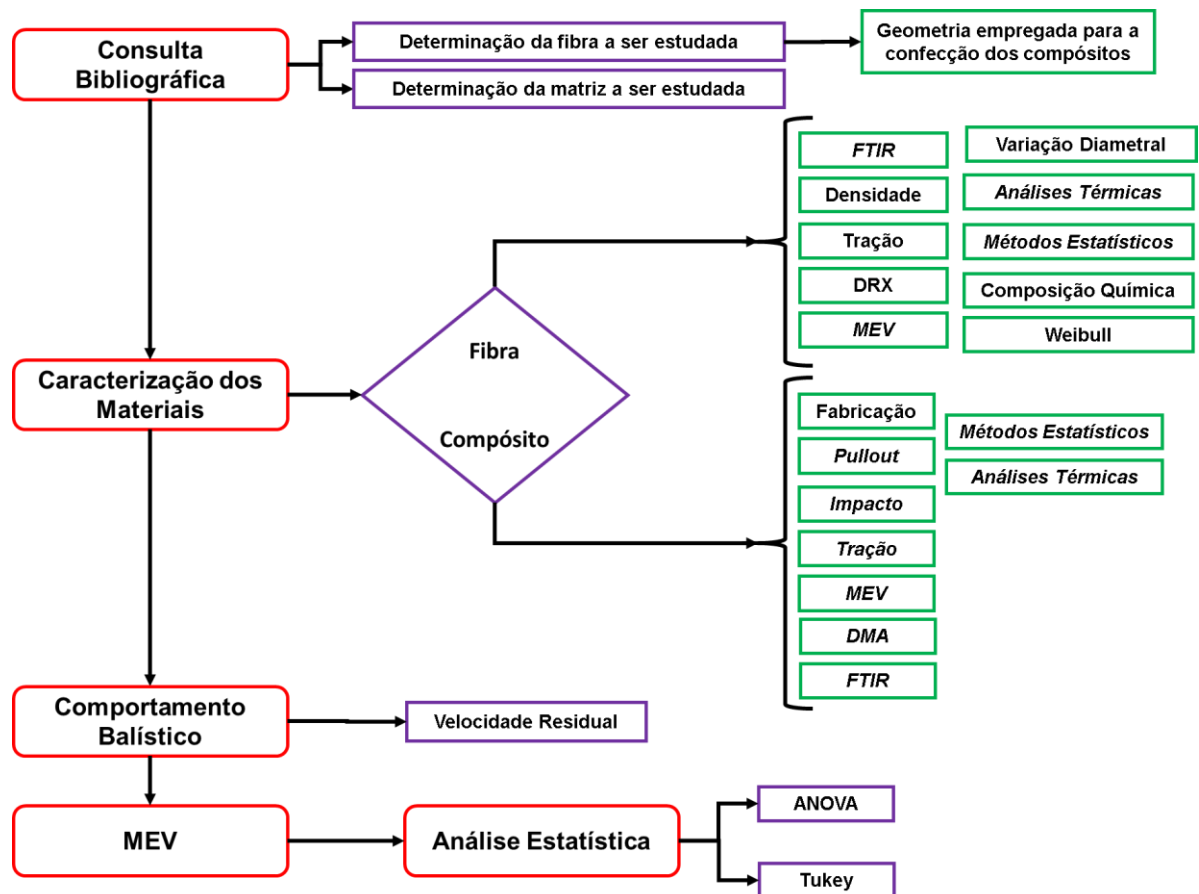 Consulta
Bibliográfica
Determinação da fibra a ser estudada
Geometria empregada para a
confecção dos compósitos
Determinação da matriz a ser estudada
FTIR
Variação Diametral
Densidade
Análises Térmicas
Tração
Métodos Estatísticos
DRX
Composição Química
MEV
Weibull
Caracterização dos
Materiais
Fibra
Compósito
Fabricação
Métodos Estatísticos
Pullout
Análises Térmicas
Impacto
Tração
MEV
DMA
FTIR
Comportamento
Balístico
Velocidade Residual
MEV
Análise Estatística
ANOVA
Tukey